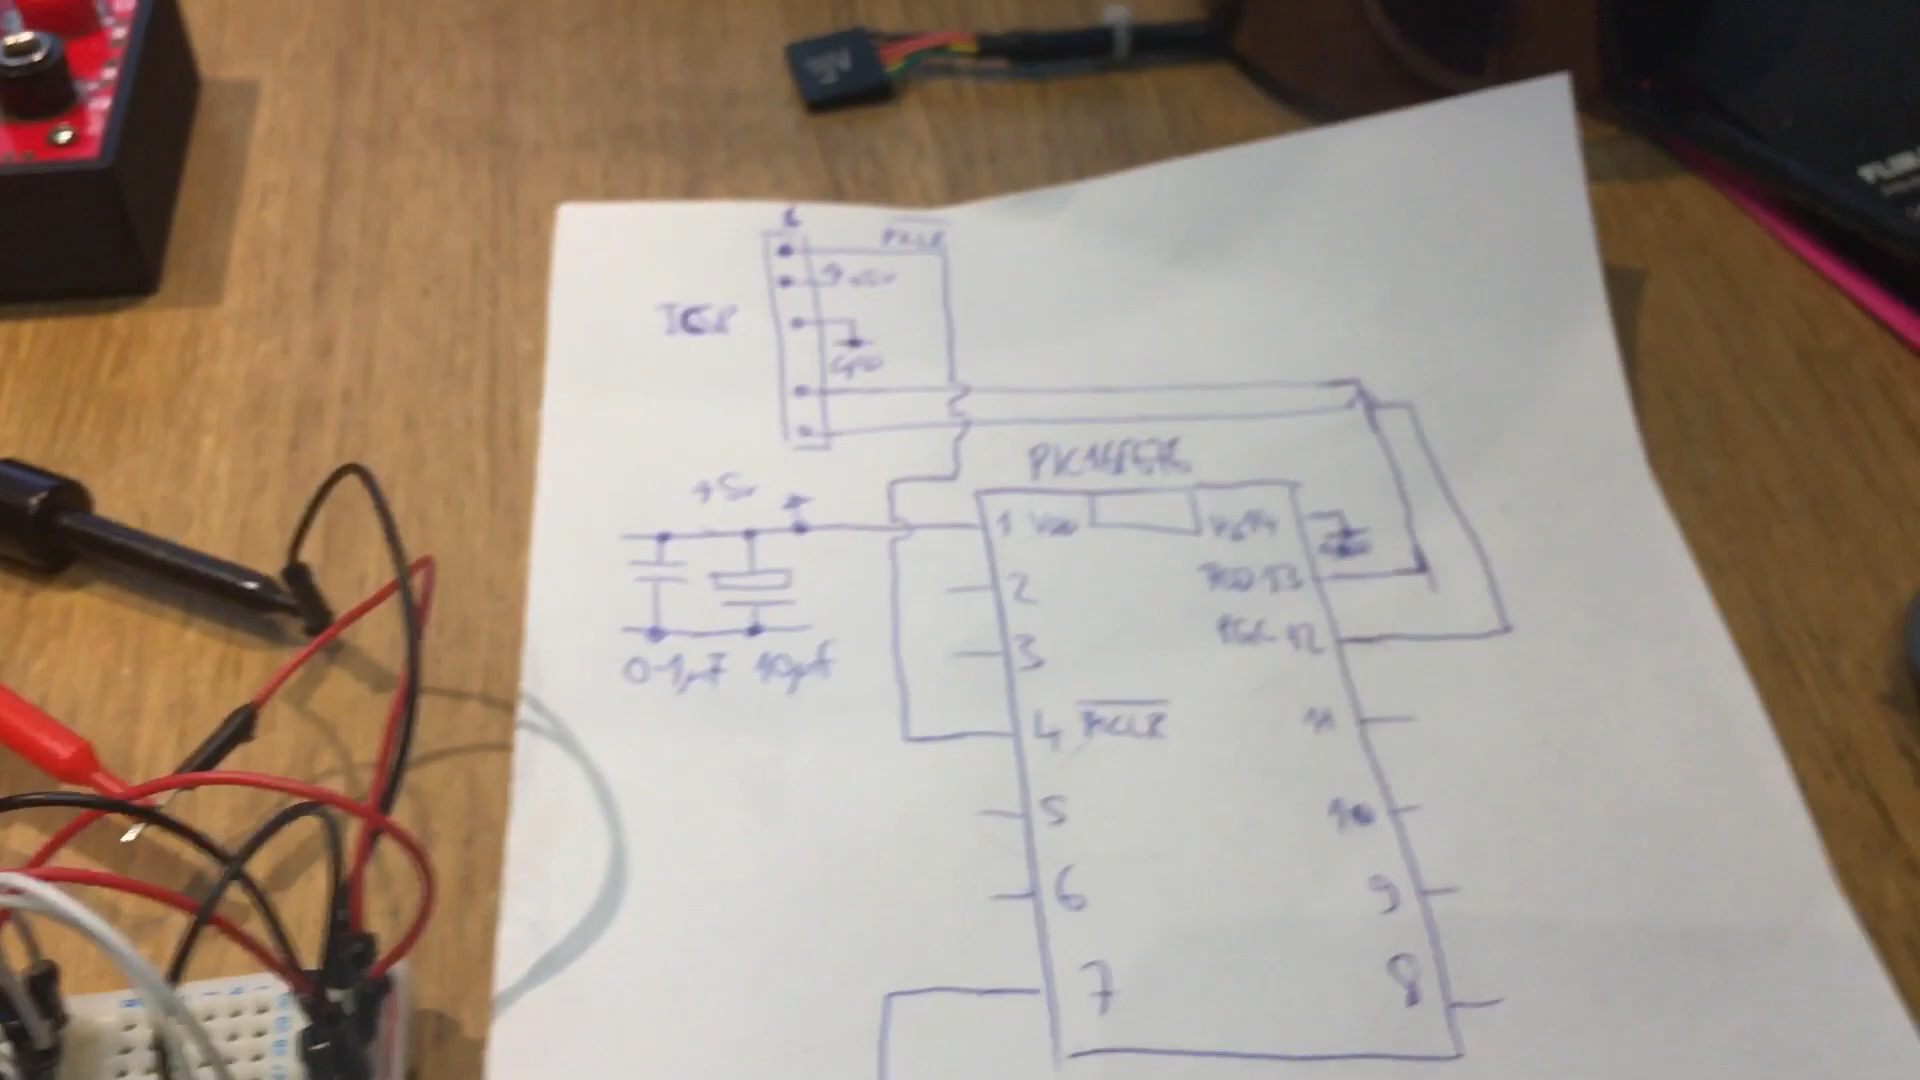 1
MCLR
+5v
ICSP
GND
PIC16F676
+5v
1 VDD
VSS 14
2
PGD 13
3
PGC 12
0.1µF 10µF
4 MCLR
11
5
10
6
9
7
8